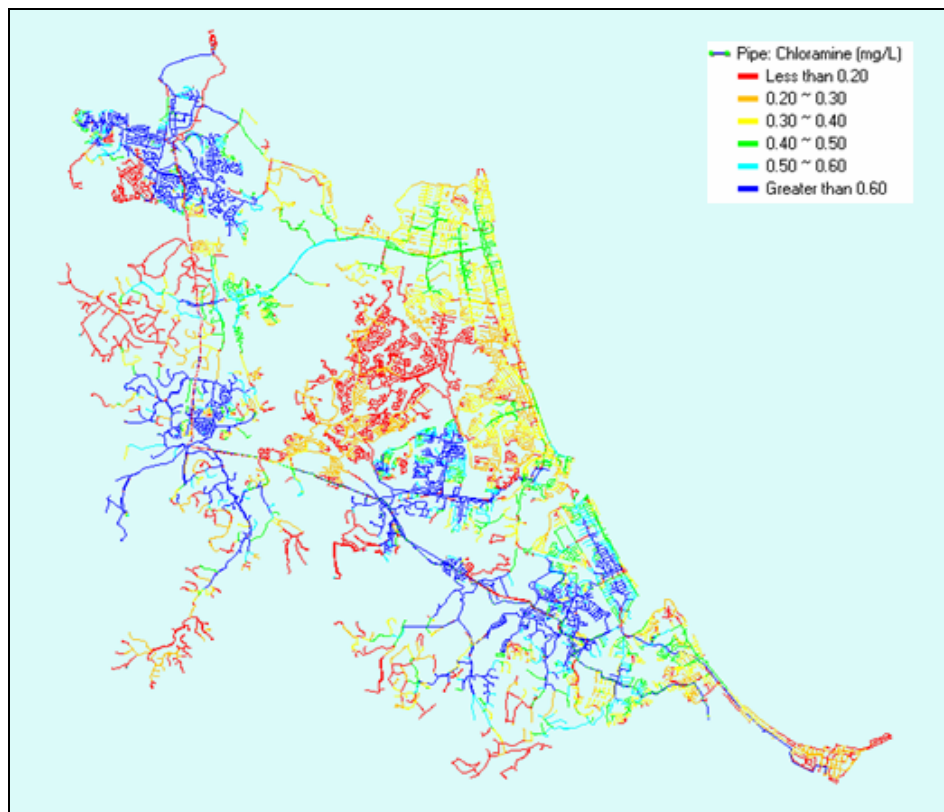 Pipe: Chloramine (mg/L)
Less than 0.20
0.20 ~ 0.30
0.30 ~ 0.40
0.40 ~ 0.50
0.50 ~ 0.60
Greater than 0.60